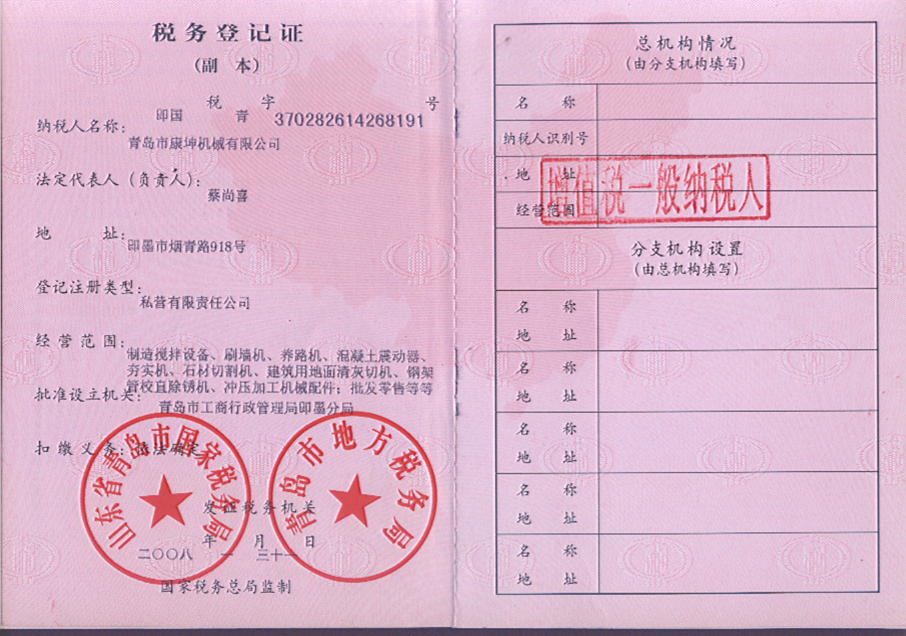 税务登记证
(副 本)
税 字 号
印国 青 370282614268191
纳税人名称:
青岛市康坤机械有限公司
法定代表人(负责人):
蔡尚喜
地 址:
印墨市烟青路918号
登记注册类型:
私营有限责任公司
经营范围:
制造搅拌设备、刷墙机、养路机、混凝土震动器、
夯实机、石材切割机、建筑用地面清灰切机、钢架
管校直除锈机、冲压加工机械配件;批发零售等等
批准设立机关:
青岛市工商行政管理局印墨分局
扣缴义务:依法确定
山东省青岛市国家税务局
青岛市地方税务局
发证税务机关
年 月 日
二〇〇八 一 三十一
国家税务总局监制
总机构情况
(由分支机构填写)
名 称
纳税人识别号
地 址
经营范围
增值税一般纳税人
分支机构设置
(由总机构填写)
名 称
地 址
名 称
地 址
名 称
地 址
名 称
地 址
名 称
地 址